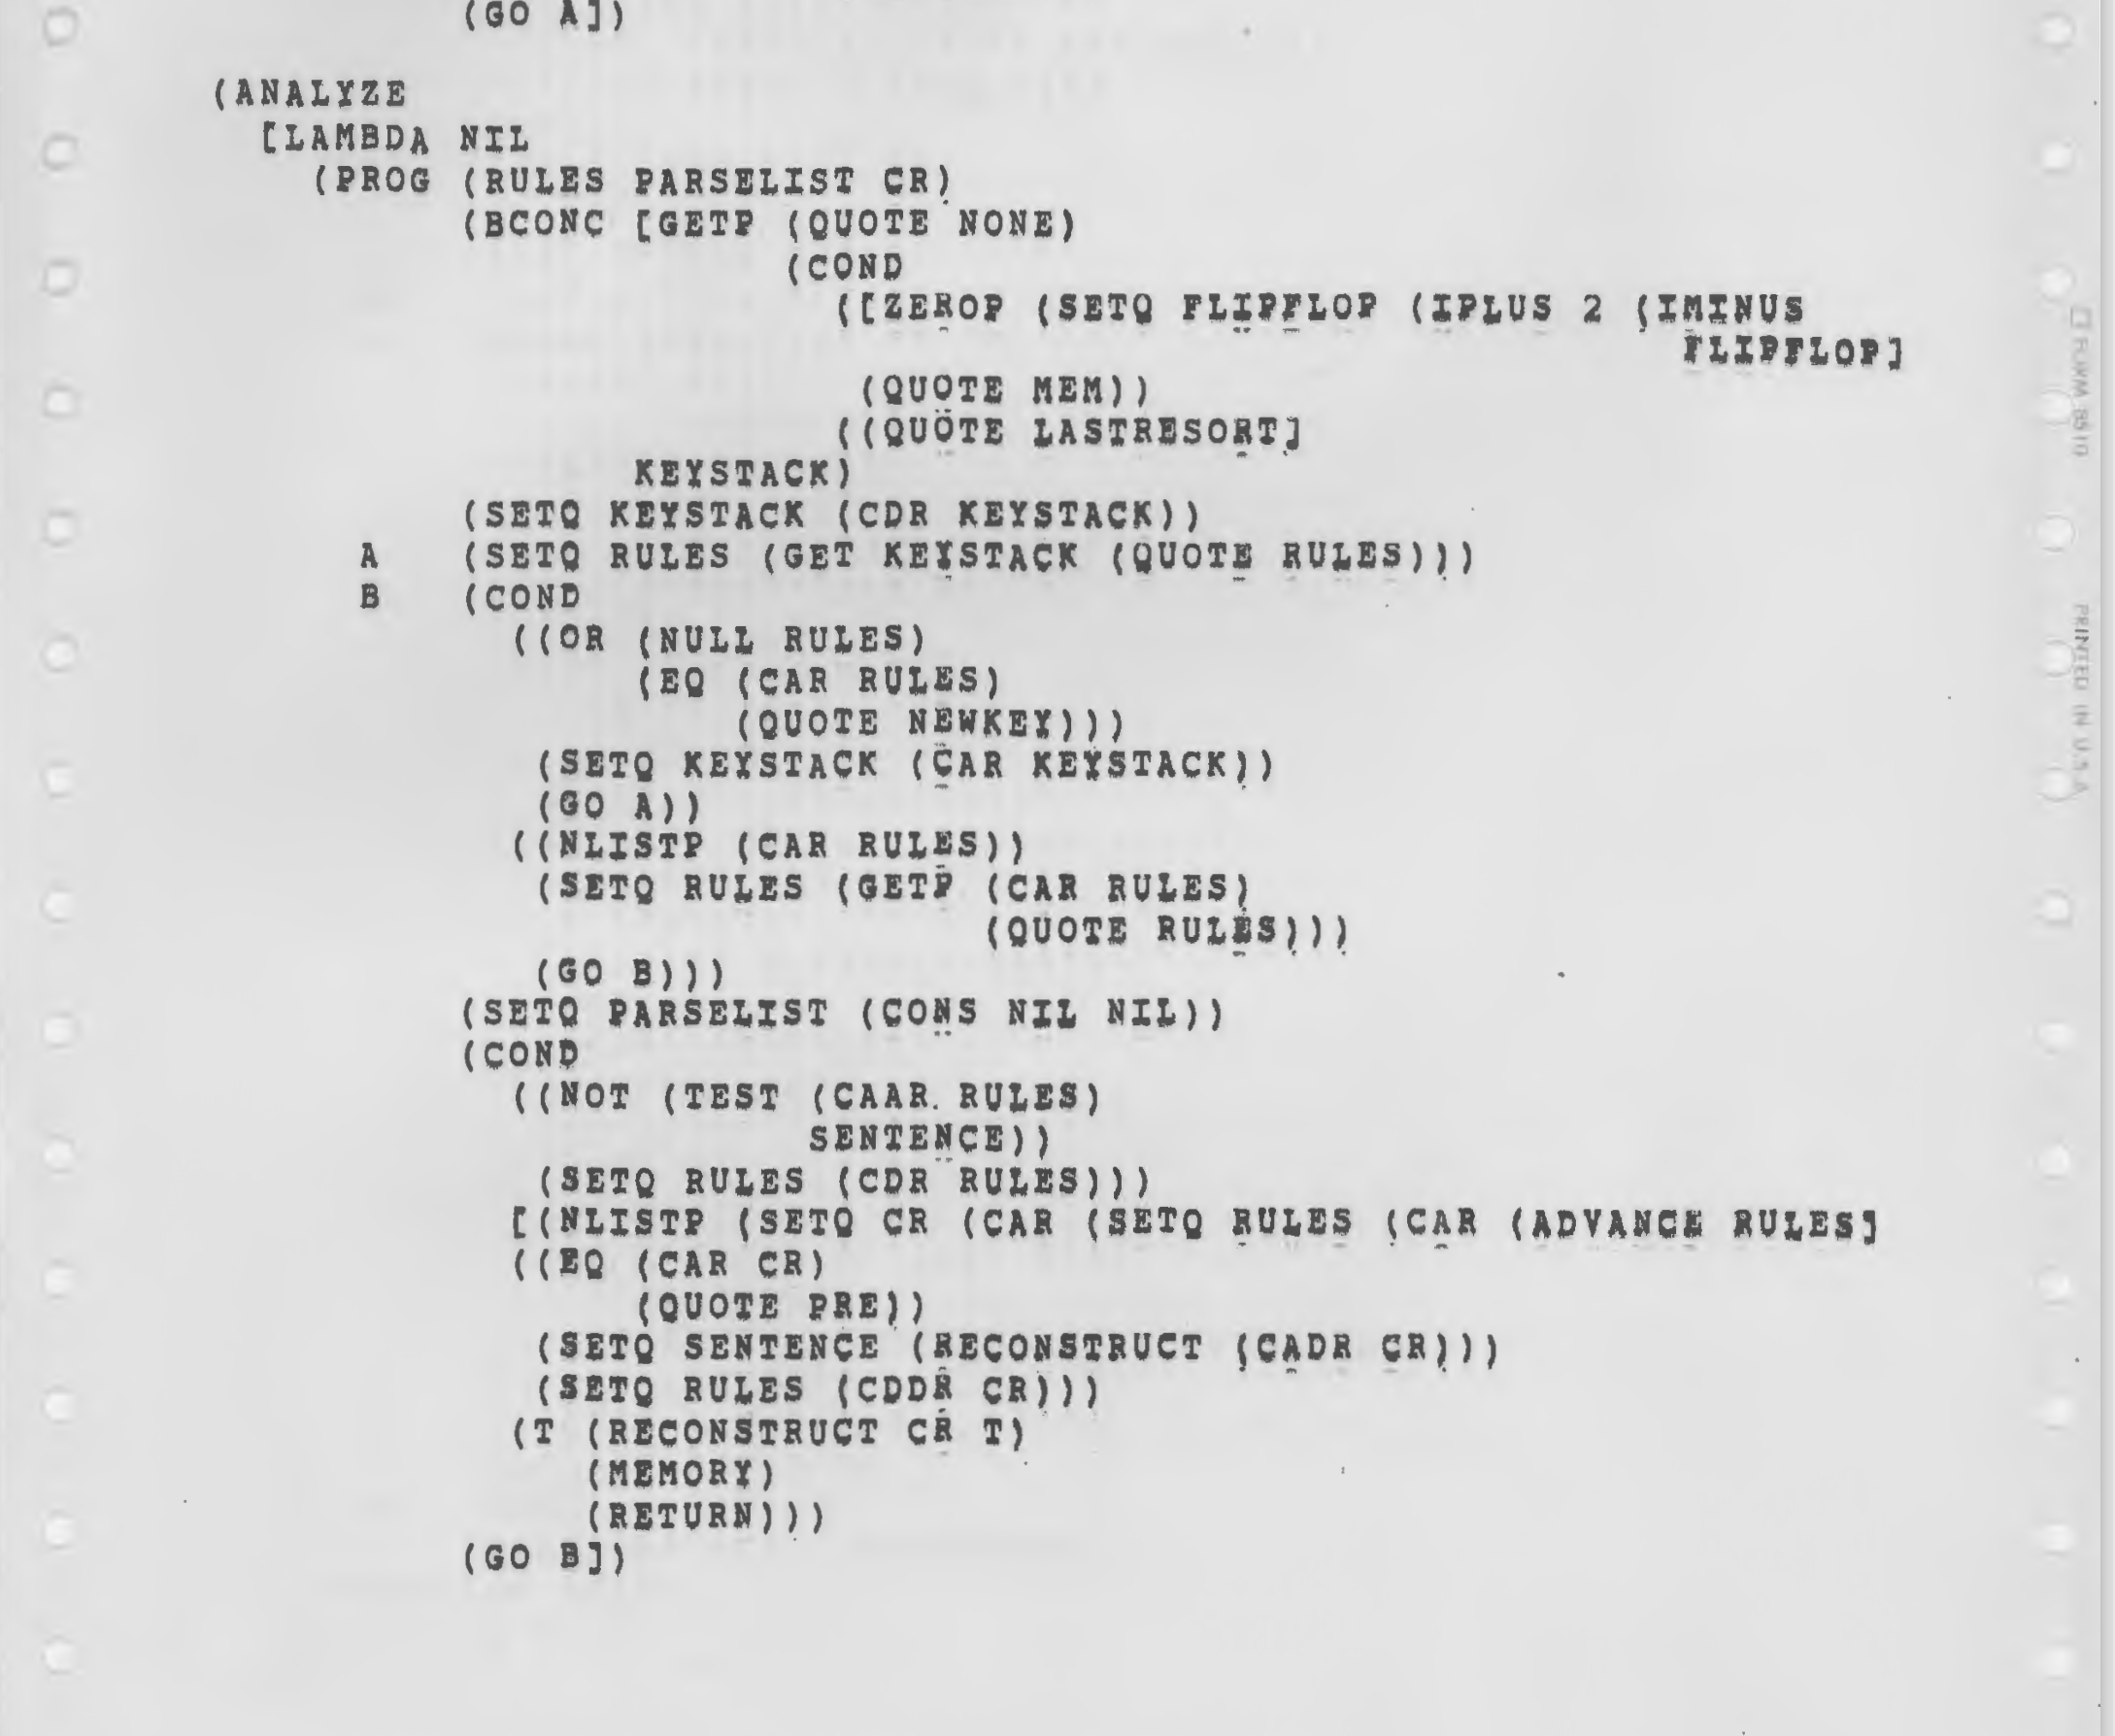 (GO A])
(ANALYZE
[LAMBDA NIL
(PROG (RULES PARSELIST CR)
(BCONC [GETP (QUOTE NONE)
(COND
([ZEROP (SETQ FLIPFLOP (IPLUS 2 (IMINUS
FLIPFLOP]
(QUOTE MEM))
((QUOTE LASTRESORT]
KEYSTACK)
(SETQ KEYSTACK (CDR KEYSTACK))
A (SETQ RULES (GET KEYSTACK (QUOTE RULES)))
B (COND
((OR (NULL RULES)
(EQ (CAR RULES)
(QUOTE NEWKEY)))
(SETQ KEYSTACK (CAR KEYSTACK))
(GO A))
((NLISTP (CAR RULES))
(SETQ RULES (GETP (CAR RULES)
(QUOTE RULES)))
(GO B)))
(SETQ PARSELIST (CONS NIL NIL))
(COND
((NOT (TEST (CAAR RULES)
SENTENCE))
(SETQ RULES (CDR RULES)))
[(NLISTP (SETQ CR (CAR (SETQ RULES (CAR (ADVANCE RULES]
((EQ (CAR CR)
(QUOTE PRE))
(SETQ SENTENCE (RECONSTRUCT (CADR CR)))
(SETQ RULES (CDDR CR)))
(T (RECONSTRUCT CR T)
(MEMORY)
(RETURN)))
(GO B])
FORM 8510
PRINTED IN U.S.A